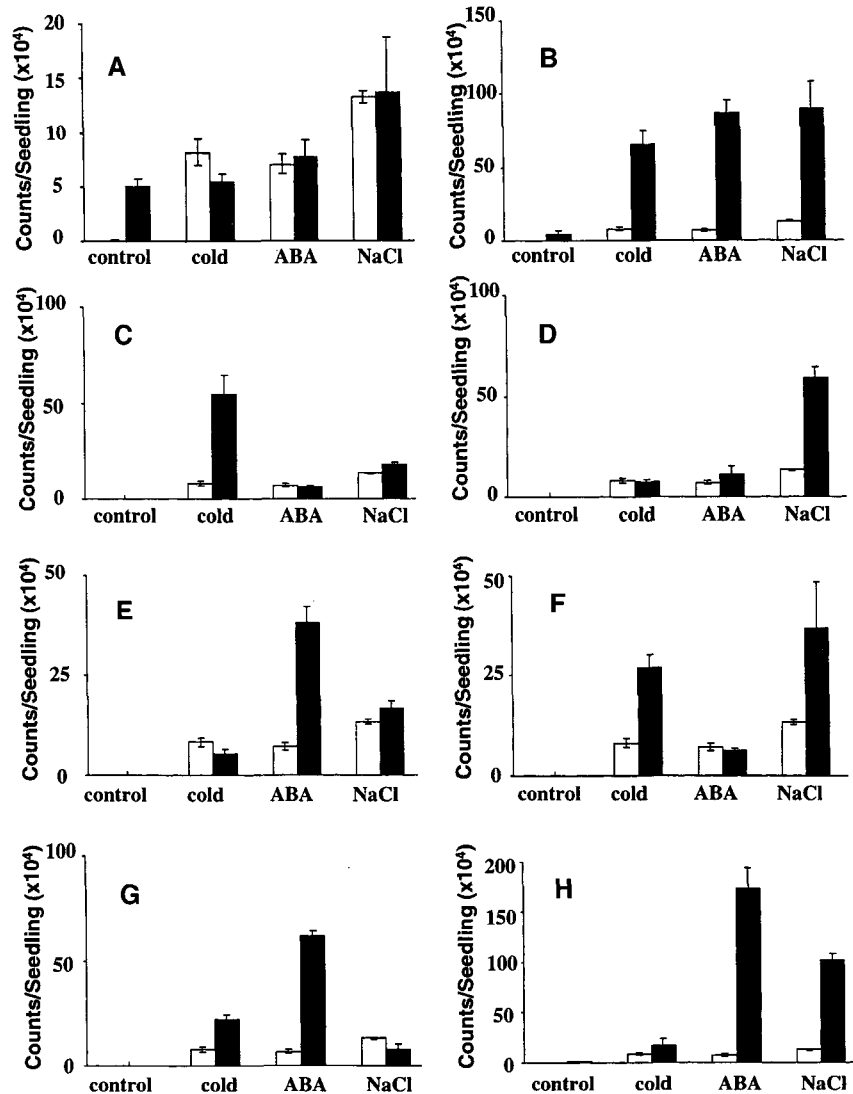 Counts/Seedling (x10⁴)
20
15
10
5
0
A
control cold ABA NaCl
Counts/Seedling (x10⁴)
150
100
50
0
B
control cold ABA NaCl
Counts/Seedling (x10⁴)
100
50
0
C
control cold ABA NaCl
Counts/Seedling (x10⁴)
100
50
0
D
control cold ABA NaCl
Counts/Seedling (x10⁴)
50
25
0
E
control cold ABA NaCl
Counts/Seedling (x10⁴)
50
25
0
F
control cold ABA NaCl
Counts/Seedling (x10⁴)
100
50
0
G
control cold ABA NaCl
Counts/Seedling (x10⁴)
200
150
100
50
0
H
control cold ABA NaCl